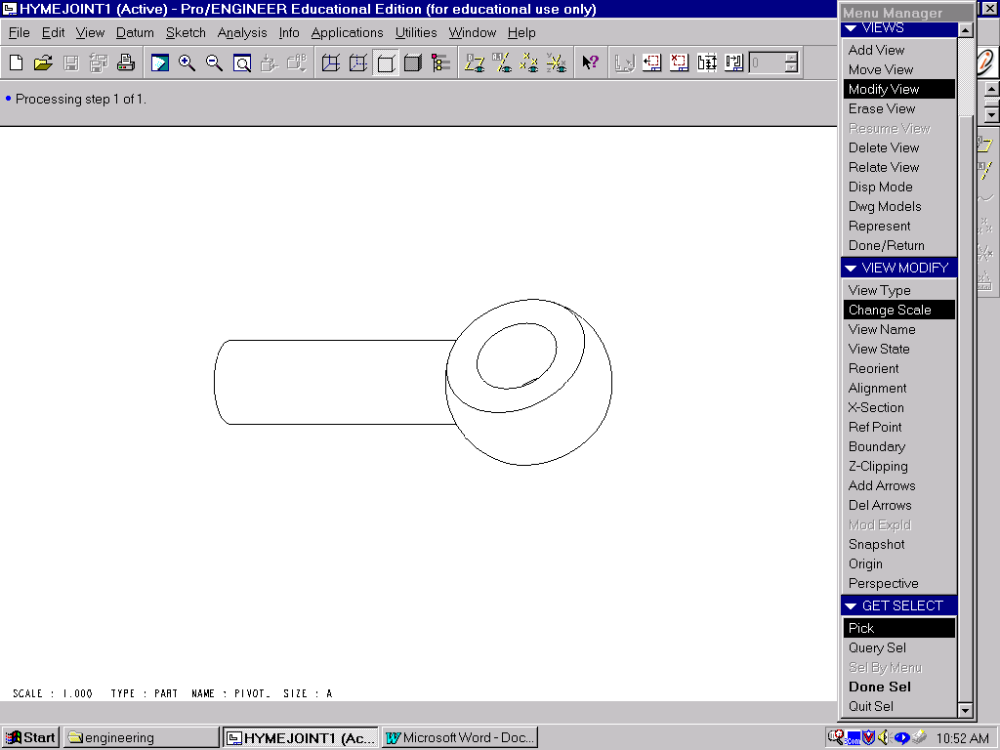 HYMEJOINT1 (Active) - Pro/ENGINEER Educational Edition (for educational use only)
File Edit View Datum Sketch Analysis Info Applications Utilities Window Help
0
Processing step 1 of 1.
Menu Manager
VIEWS
Add View
Move View
Modify View
Erase View
Resume View
Delete View
Relate View
Disp Mode
Dwg Models
Represent
Done/Return
VIEW MODIFY
View Type
Change Scale
View Name
View State
Reorient
Alignment
X-Section
Ref Point
Boundary
Z-Clipping
Add Arrows
Del Arrows
Mod Expld
Snapshot
Origin
Perspective
GET SELECT
Pick
Query Sel
Sel By Menu
Done Sel
Quit Sel
SCALE : 1.000 TYPE : PART NAME : PIVOT_ SIZE : A
Start engineering HYMEJOINT1 (Ac... Microsoft Word - Doc... 3Com 10:52 AM